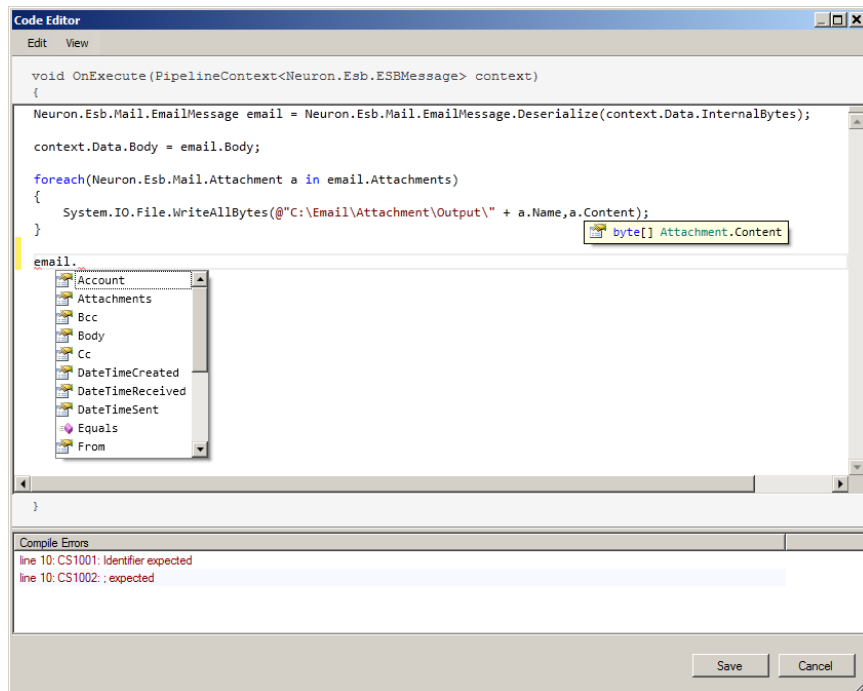 Code Editor
Edit View
void OnExecute(PipelineContext<Neuron.Esb.ESBMessage> context)
{
Neuron.Esb.Mail.EmailMessage email = Neuron.Esb.Mail.EmailMessage.Deserialize(context.Data.InternalBytes);
context.Data.Body = email.Body;
foreach(Neuron.Esb.Mail.Attachment a in email.Attachments)
{
System.IO.File.WriteAllBytes(@"C:\Email\Attachment\Output\" + a.Name,a.Content);
}
byte[] Attachment.Content
email.
Account
Attachments
Bcc
Body
Cc
DateTimeCreated
DateTimeReceived
DateTimeSent
Equals
From
}
Compile Errors
line 10: CS1001: Identifier expected
line 10: CS1002: ; expected
Save Cancel